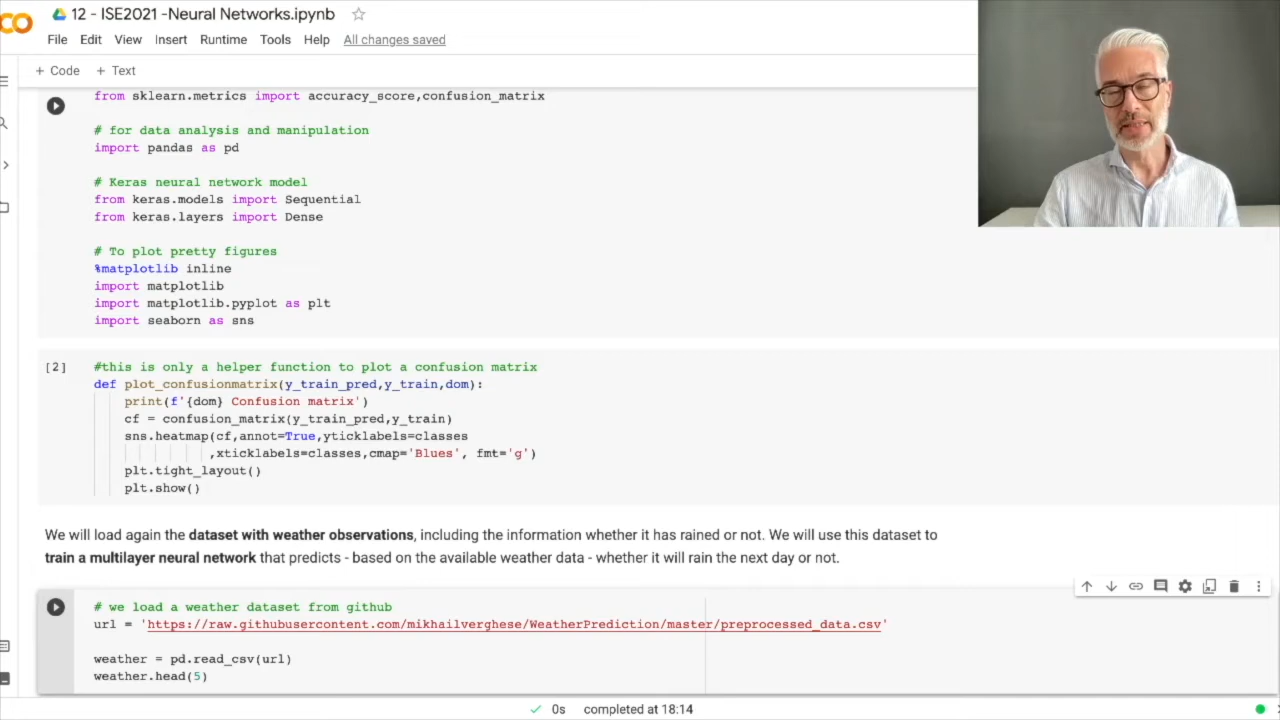 12 - ISE2021 -Neural Networks.ipynb
File Edit View Insert Runtime Tools Help All changes saved
+ Code + Text
from sklearn.metrics import accuracy_score,confusion_matrix
# for data analysis and manipulation
import pandas as pd
# Keras neural network model
from keras.models import Sequential
from keras.layers import Dense
# To plot pretty figures
%matplotlib inline
import matplotlib
import matplotlib.pyplot as plt
import seaborn as sns
[2] #this is only a helper function to plot a confusion matrix
def plot_confusionmatrix(y_train_pred,y_train,dom):
print(f'{dom} Confusion matrix')
cf = confusion_matrix(y_train_pred,y_train)
sns.heatmap(cf,annot=True,yticklabels=classes
,xticklabels=classes,cmap='Blues', fmt='g')
plt.tight_layout()
plt.show()
We will load again the dataset with weather observations, including the information whether it has rained or not. We will use this dataset to
train a multilayer neural network that predicts - based on the available weather data - whether it will rain the next day or not.
# we load a weather dataset from github
url = 'https://raw.githubusercontent.com/mikhailverghese/WeatherPrediction/master/preprocessed_data.csv'
weather = pd.read_csv(url)
weather.head(5)
0s completed at 18:14